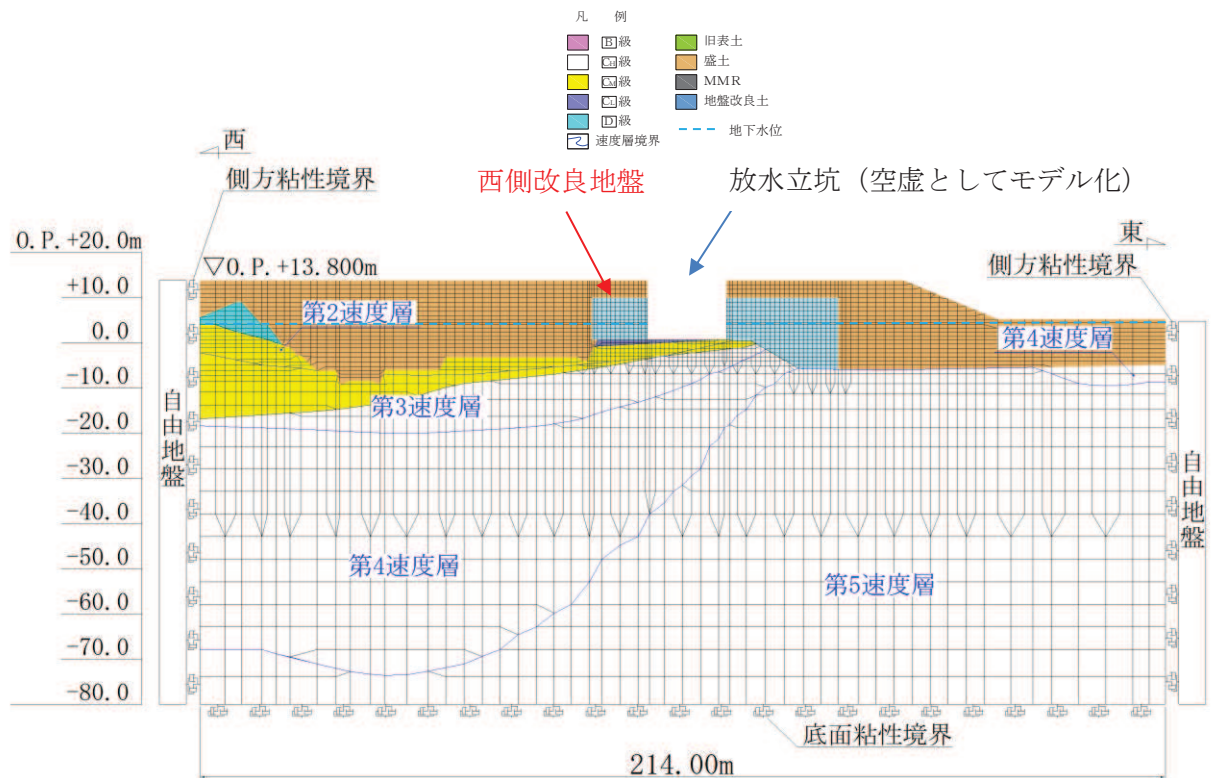 凡 例
B級
CH級
CM級
CL級
D級
速度層境界
旧表土
盛土
MMR
地盤改良土
地下水位
西
側方粘性境界
西側改良地盤
放水立坑（空虚としてモデル化）
O.P.+20.0m
▽O.P.+13.800m
東
側方粘性境界
+10.0
0.0
-10.0
-20.0
-30.0
-40.0
-50.0
-60.0
-70.0
-80.0
第2速度層
第4速度層
第3速度層
自由地盤
自由地盤
第4速度層
第5速度層
底面粘性境界
214.00m